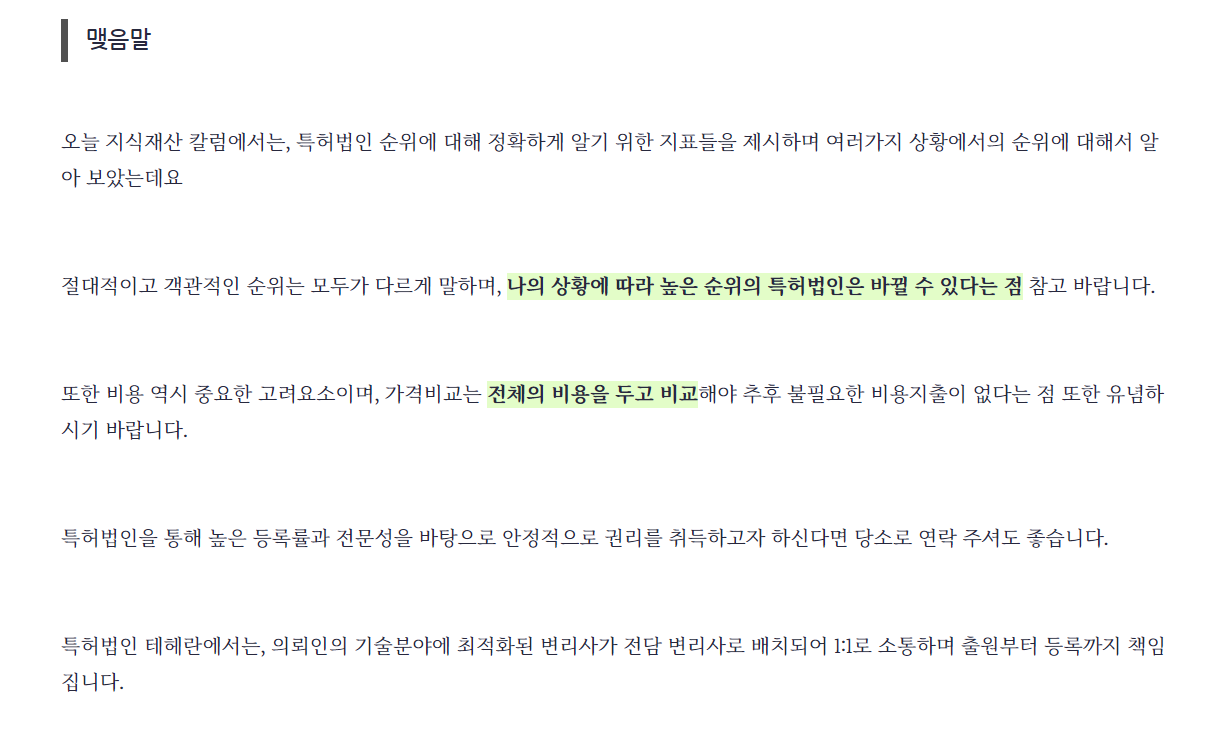 맺음말
오늘 지식재산 칼럼에서는, 특허법인 순위에 대해 정확하게 알기 위한 지표들을 제시하며 여러가지 상황에서의 순위에 대해서 알
아 보았는데요
절대적이고 객관적인 순위는 모두가 다르게 말하며, 나의 상황에 따라 높은 순위의 특허법인은 바뀔 수 있다는 점 참고 바랍니다.
또한 비용 역시 중요한 고려요소이며, 가격비교는 전체의 비용을 두고 비교해야 추후 불필요한 비용지출이 없다는 점 또한 유념하
시기 바랍니다.
특허법인을 통해 높은 등록률과 전문성을 바탕으로 안정적으로 권리를 취득하고자 하신다면 당소로 연락 주셔도 좋습니다.
특허법인 테헤란에서는, 의뢰인의 기술분야에 최적화된 변리사가 전담 변리사로 배치되어 1:1로 소통하며 출원부터 등록까지 책임
집니다.